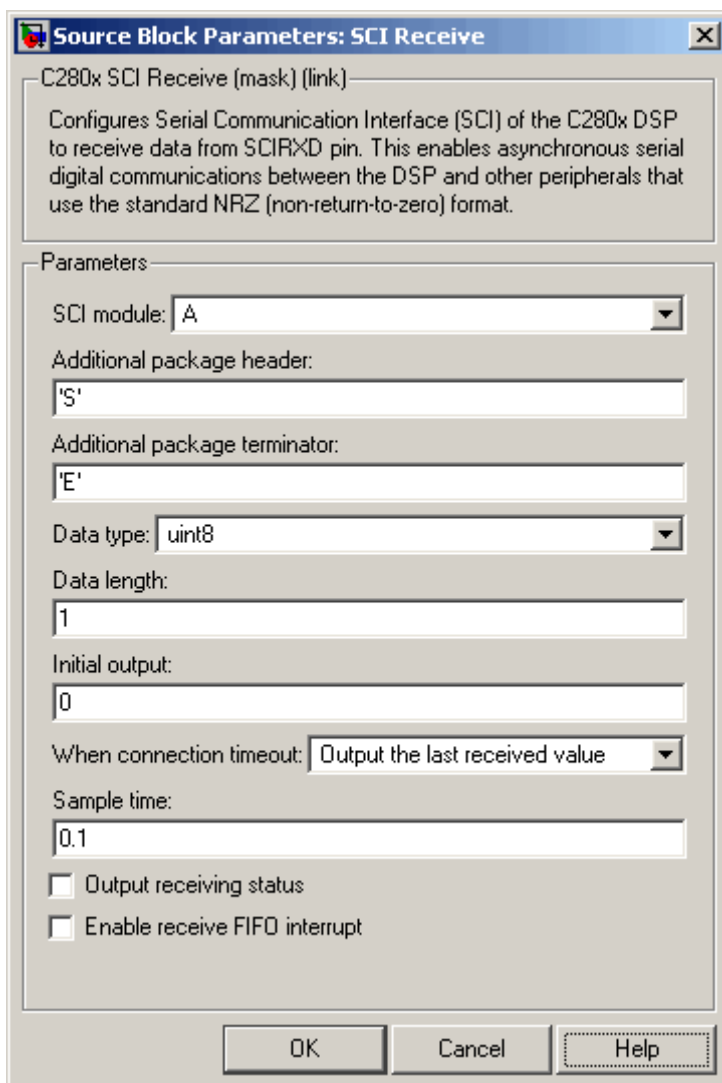 Source Block Parameters: SCI Receive
C280x SCI Receive (mask) (link)
Configures Serial Communication Interface (SCI) of the C280x DSP
to receive data from SCIRXD pin. This enables asynchronous serial
digital communications between the DSP and other peripherals that
use the standard NRZ (non-return-to-zero) format.
Parameters
SCI module: A
Additional package header:
'S'
Additional package terminator:
'E'
Data type: uint8
Data length:
1
Initial output:
0
When connection timeout: Output the last received value
Sample time:
0.1
Output receiving status
Enable receive FIFO interrupt
OK Cancel Help